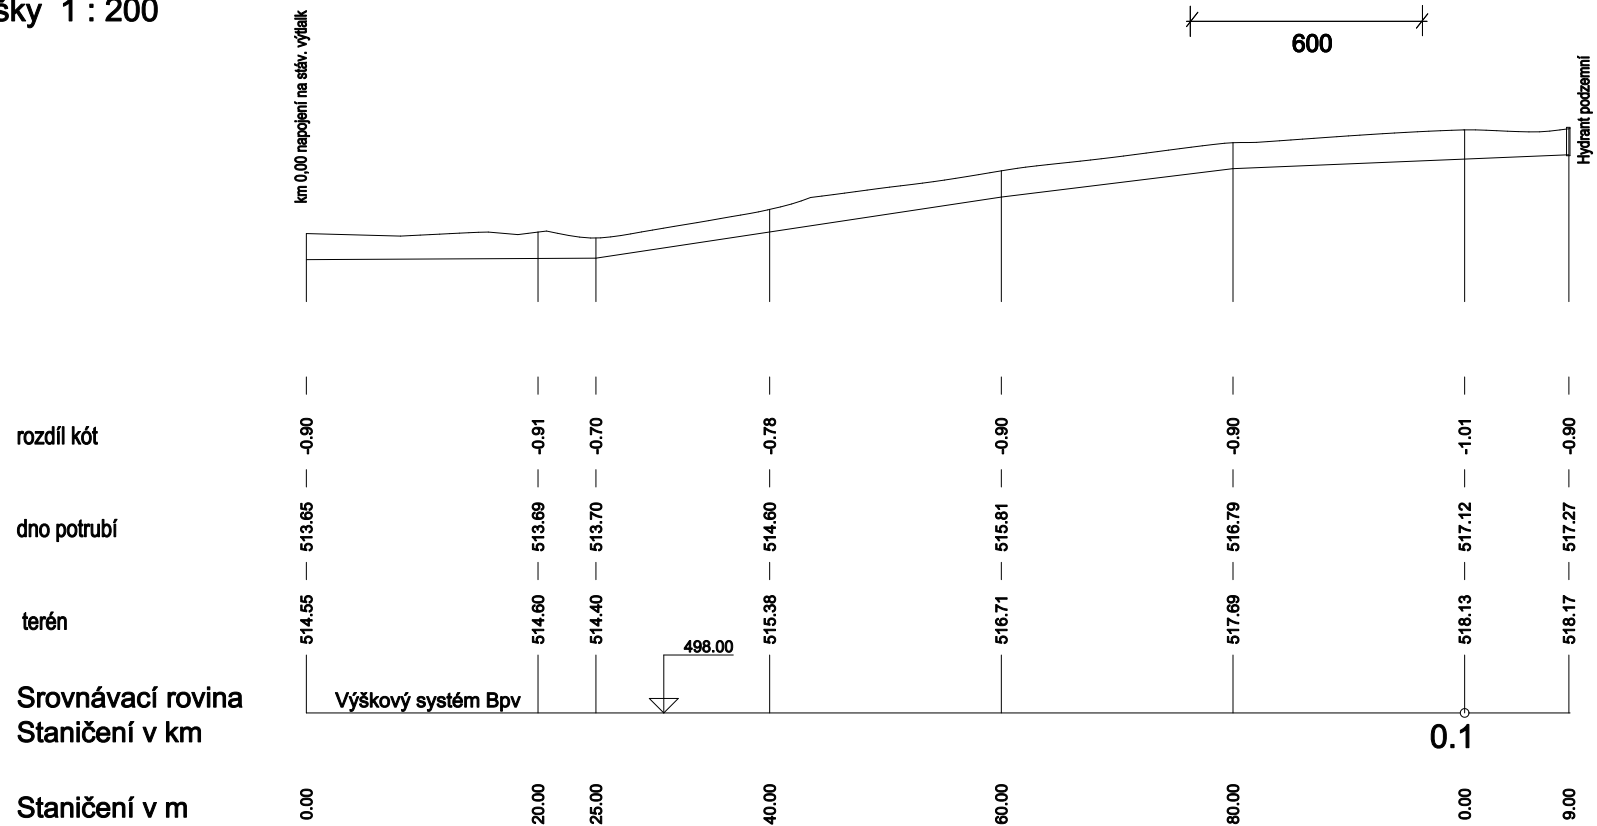 šky 1 : 200
600
km 0,00 napojení na stáv. výtlalk
Hydrant podzemní
rozdíl kót -0.90 -0.91 -0.70 -0.78 -0.90 -0.90 -1.01 -0.90
dno potrubí 513.65 513.69 513.70 514.60 515.81 516.79 517.12 517.27
terén 514.55 514.60 514.40 515.38 516.71 517.69 518.13 518.17
498.00
Srovnávací rovina Výškový systém Bpv
Staničení v km 0.1
Staničení v m 0.00 20.00 25.00 40.00 60.00 80.00 0.00 9.00